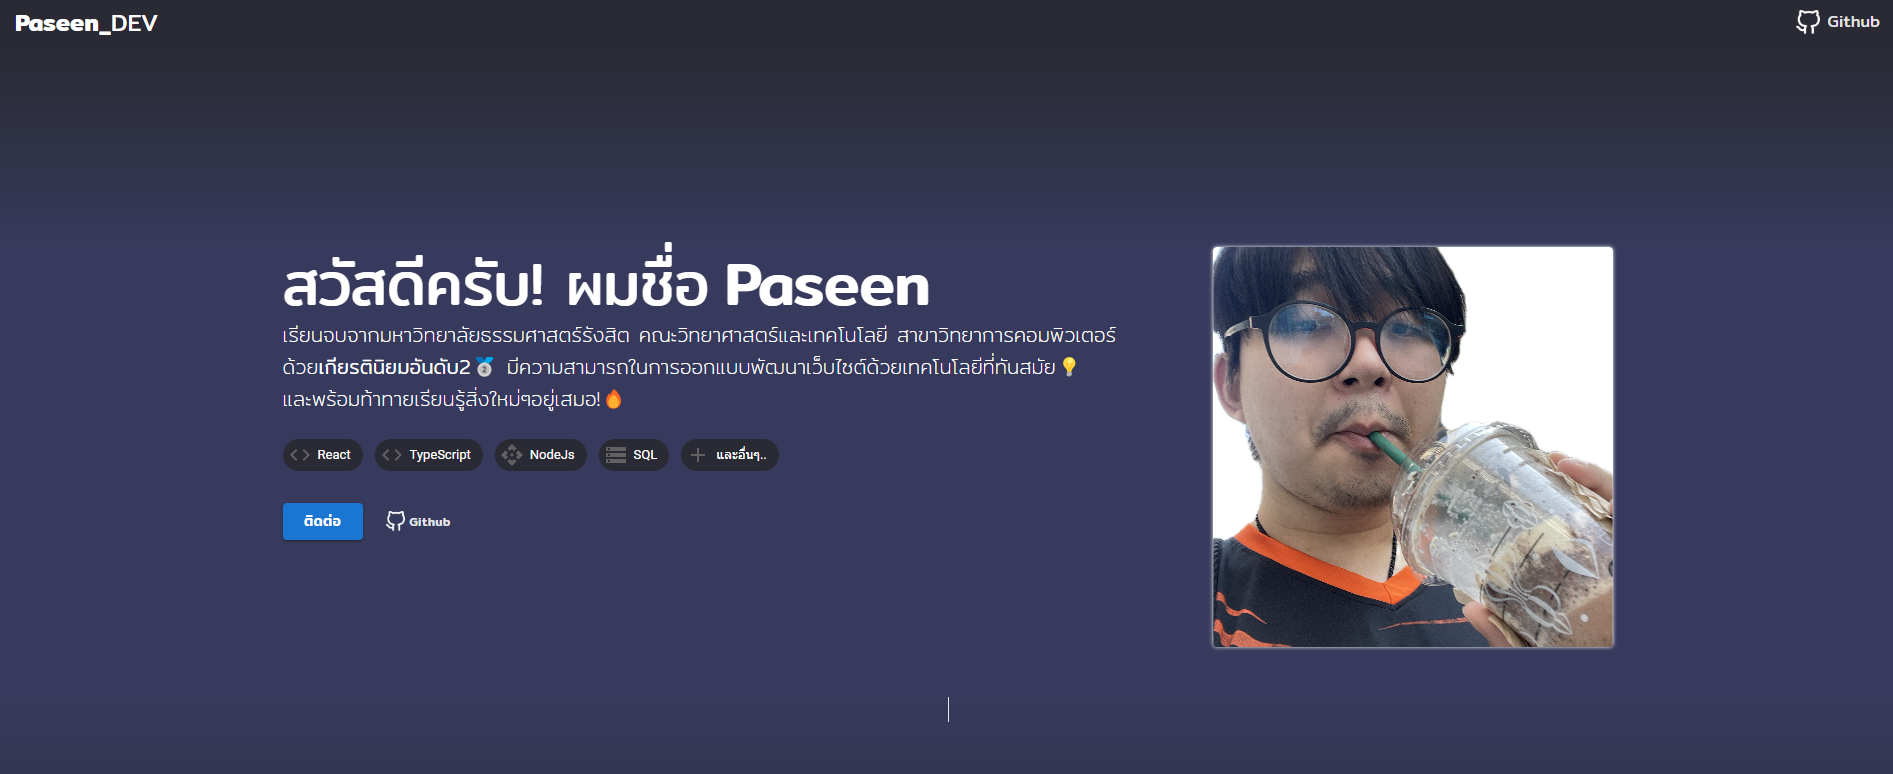 Paseen_DEV
Github
สวัสดีครับ! ผมชื่อ Paseen
เรียนจบจากมหาวิทยาลัยธรรมศาสตร์รังสิต คณะวิทยาศาสตร์และเทคโนโลยี สาขาวิทยาการคอมพิวเตอร์
ด้วยเกียรตินิยมอันดับ2🥈 มีความสามารถในการออกแบบพัฒนาเว็บไซต์ด้วยเทคโนโลยีที่ทันสมัย💡
และพร้อมท้าทายเรียนรู้สิ่งใหม่ๆอยู่เสมอ!🔥
React TypeScript NodeJs SQL และอื่นๆ..
ติดต่อ Github